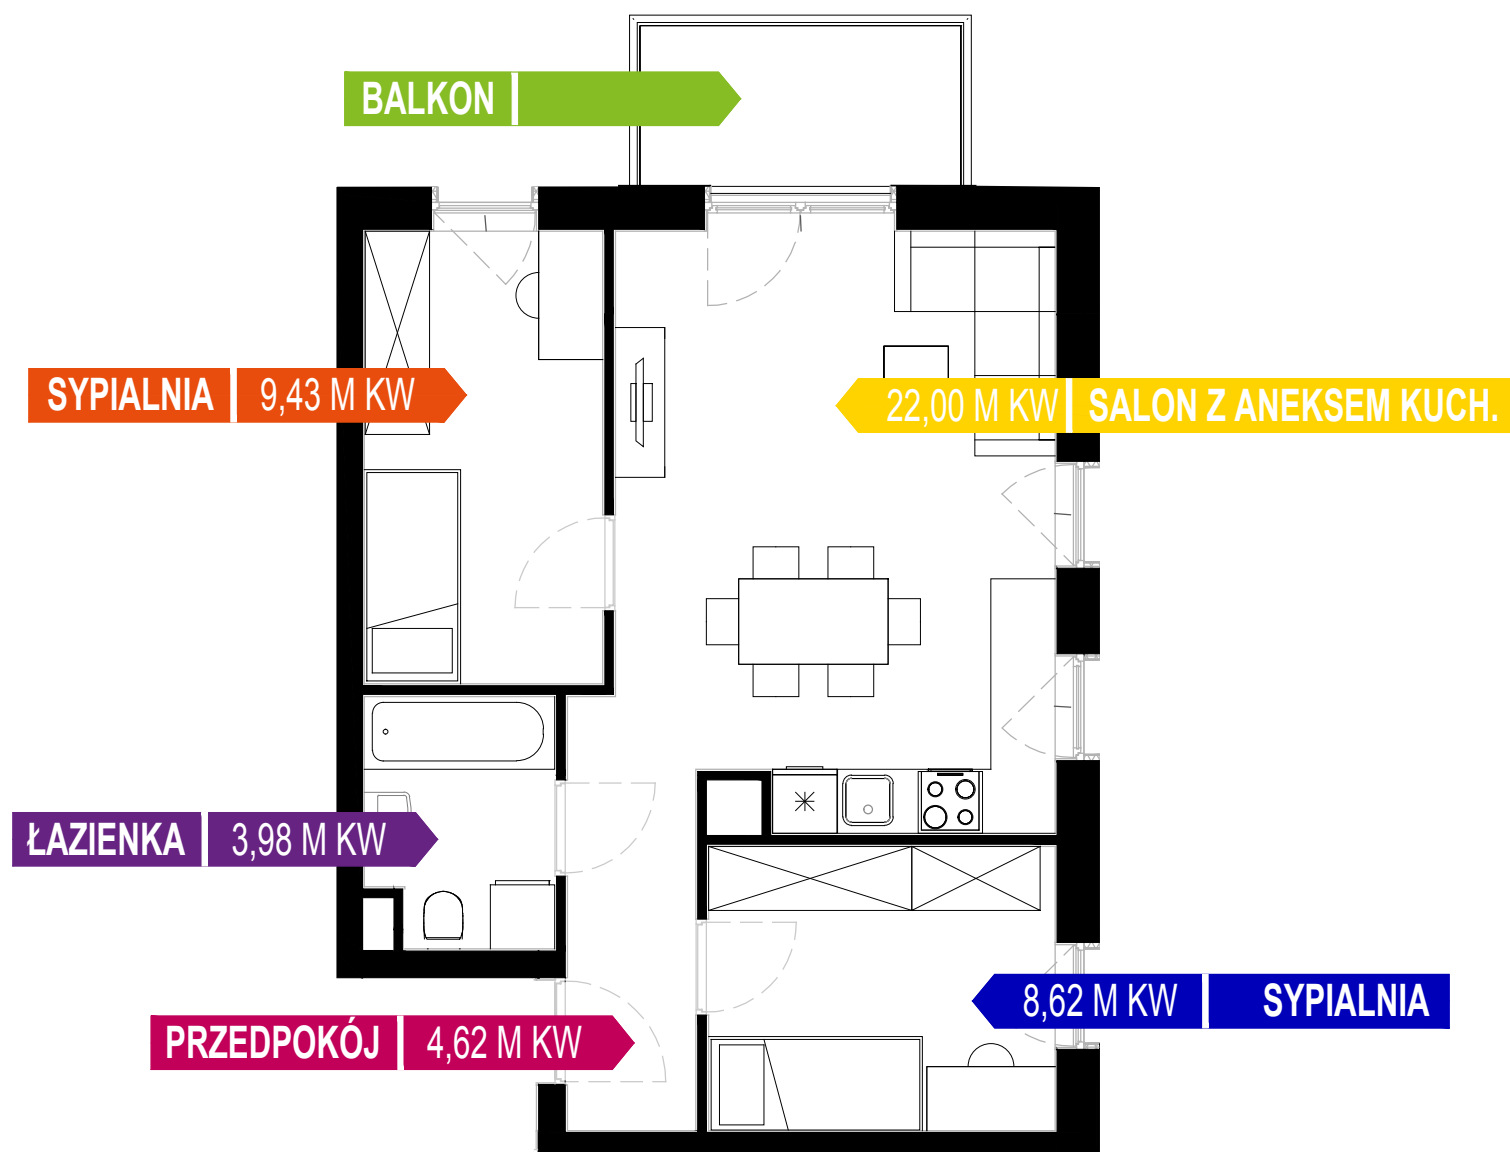 BALKON
SYPIALNIA 9,43 M KW
22,00 M KW SALON Z ANEKSEM KUCH.
ŁAZIENKA 3,98 M KW
8,62 M KW SYPIALNIA
PRZEDPOKÓJ 4,62 M KW